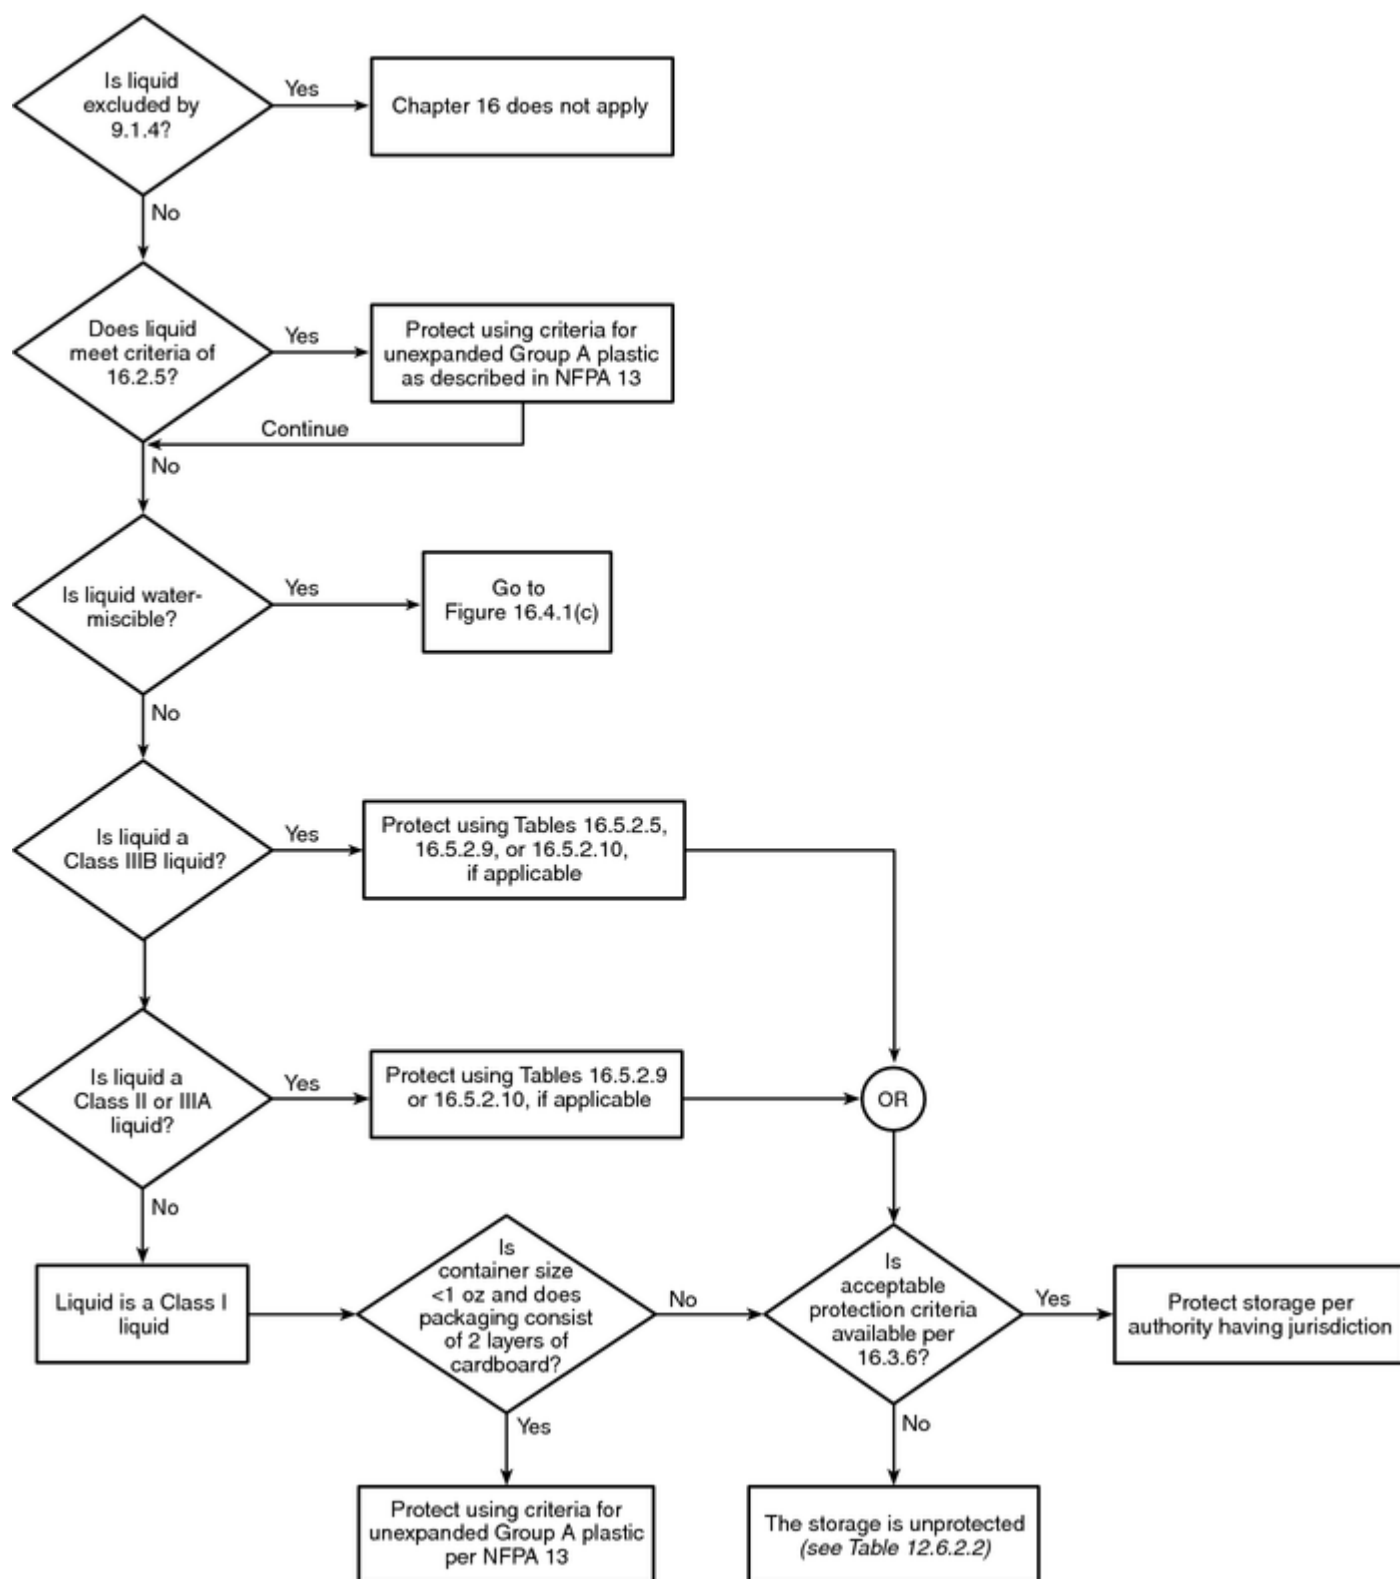 Is liquid
excluded by
9.1.4?
Yes
Chapter 16 does not apply
No
Does liquid
meet criteria of
16.2.5?
Yes
Protect using criteria for
unexpanded Group A plastic
as described in NFPA 13
Continue
No
Is liquid water-
miscible?
Yes
Go to
Figure 16.4.1(c)
No
Is liquid a
Class IIIB liquid?
Yes
Protect using Tables 16.5.2.5,
16.5.2.9, or 16.5.2.10,
if applicable
Is liquid a
Class II or IIIA
liquid?
Yes
Protect using Tables 16.5.2.9
or 16.5.2.10, if applicable
OR
No
Liquid is a Class I
liquid
Is
container size
<1 oz and does
packaging consist
of 2 layers of
cardboard?
No
Is
acceptable
protection criteria
available per
16.3.6?
Yes
Protect storage per
authority having jurisdiction
Yes
Protect using criteria for
unexpanded Group A plastic
per NFPA 13
No
The storage is unprotected
(see Table 12.6.2.2)